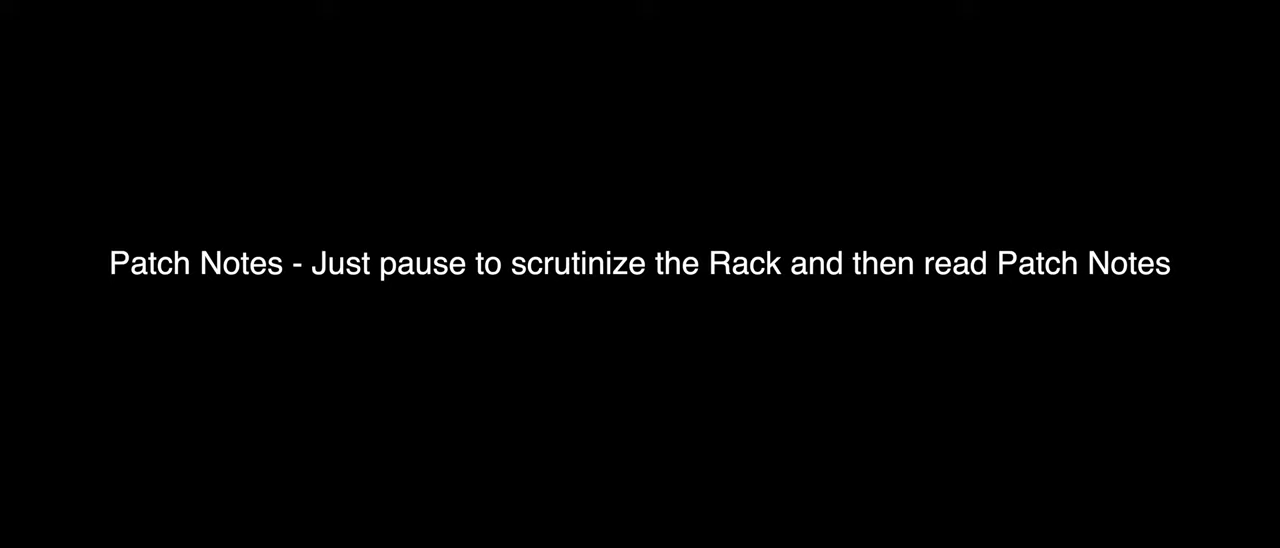 Patch Notes - Just pause to scrutinize the Rack and then read Patch Notes